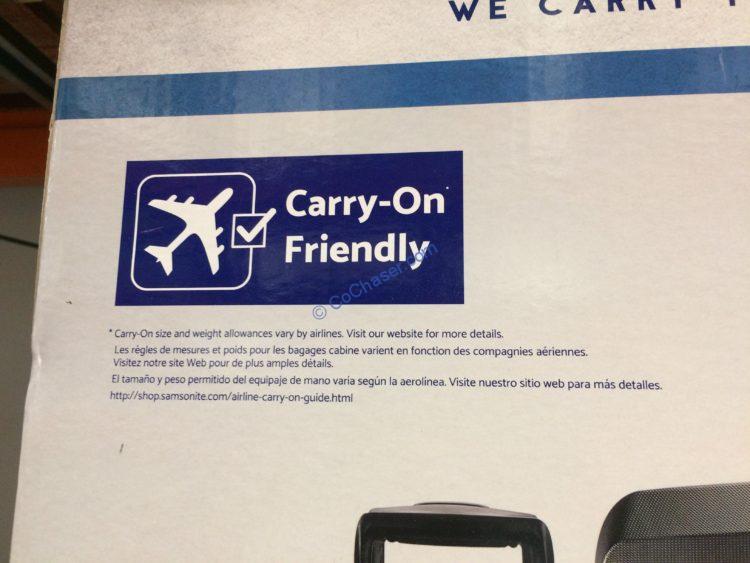 WE CARRY
Carry-On*
Friendly
© CoChaser.com
* Carry-On size and weight allowances vary by airlines. Visit our website for more details.
Les régles de mesures et poids pour les bagages cabine varient en fonction des compagnies aériennes.
Visitez notre site Web pour de plus amples détails.
El tamaño y peso permitido del equipaje de mano varía según la aerolínea. Visite nuestro sitio web para más detalles.
http://shop.samsonite.com/airline-carry-on-guide.html